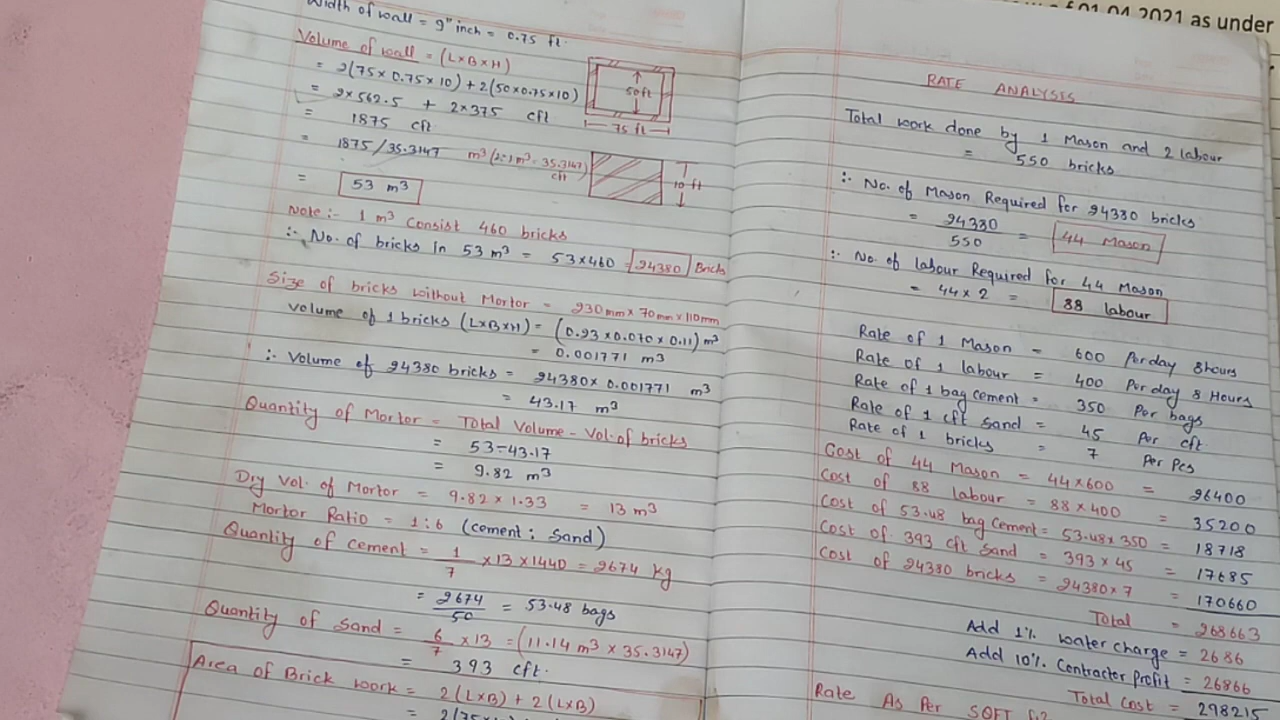 Width of wall = 9" inch = 0.75 ft.
Volume of wall = (L×B×H)
= 2(75×0.75×10)+2(50×0.75×10)
= 2×562.5 + 2×375 cft
= 1875 cft
= 1875/35.3147 m³ (∵ 1m³ = 35.3147) cft
= 53 m³
50ft
75 ft
10 ft
Note:- 1 m³ Consist 460 bricks
∴ No. of bricks in 53 m³ = 53×460 = 24380 Bricks
Size of bricks without Mortor = 230mm×70mm×110mm
Volume of 1 bricks (L×B×H) = (0.23×0.070×0.11) m³
= 0.001771 m³
∴ Volume of 24380 bricks = 24380×0.001771 m³
= 43.17 m³
Quantity of Mortor = Total Volume - Vol. of bricks
= 53-43.17
= 9.82 m³
Dry Vol. of Mortor = 9.82×1.33 = 13 m³
Mortor Ratio = 1:6 (Cement: Sand)
Quantity of Cement = 1/7 ×13×1440 = 2674 kg
= 2674/50 = 53.48 bags
Quantity of Sand = 6/7 ×13 = (11.14 m³ × 35.3147)
= 393 cft.
Area of Brick work = 2(L×B) + 2(L×B)
01.04.2021 as under
RATE ANALYSIS
Total work done by 1 Mason and 2 labour
= 550 bricks
∴ No. of Mason Required for 24380 bricks
= 24380/550 = 44 Mason
∴ No. of labour Required for 44 Mason
= 44×2 = 88 labour
Rate of 1 Mason = 600 Per day 8hours
Rate of 1 labour = 400 Per day 8 Hours
Rate of 1 bag cement = 350 Per bags
Rate of 1 cft sand = 45 Per cft
Rate of 1 bricks = 7 Per Pcs
Cost of 44 Mason = 44×600 = 26400
Cost of 88 labour = 88×400 = 35200
Cost of 53.48 bag Cement = 53.48×350 = 18718
Cost of 393 cft Sand = 393×45 = 17685
Cost of 24380 bricks = 24380×7 = 170660
Total = 268663
Add 1% water charge = 2686
Add 10% Contractor Profit = 26866
Total Cost = 298215
Rate As Per SQFT